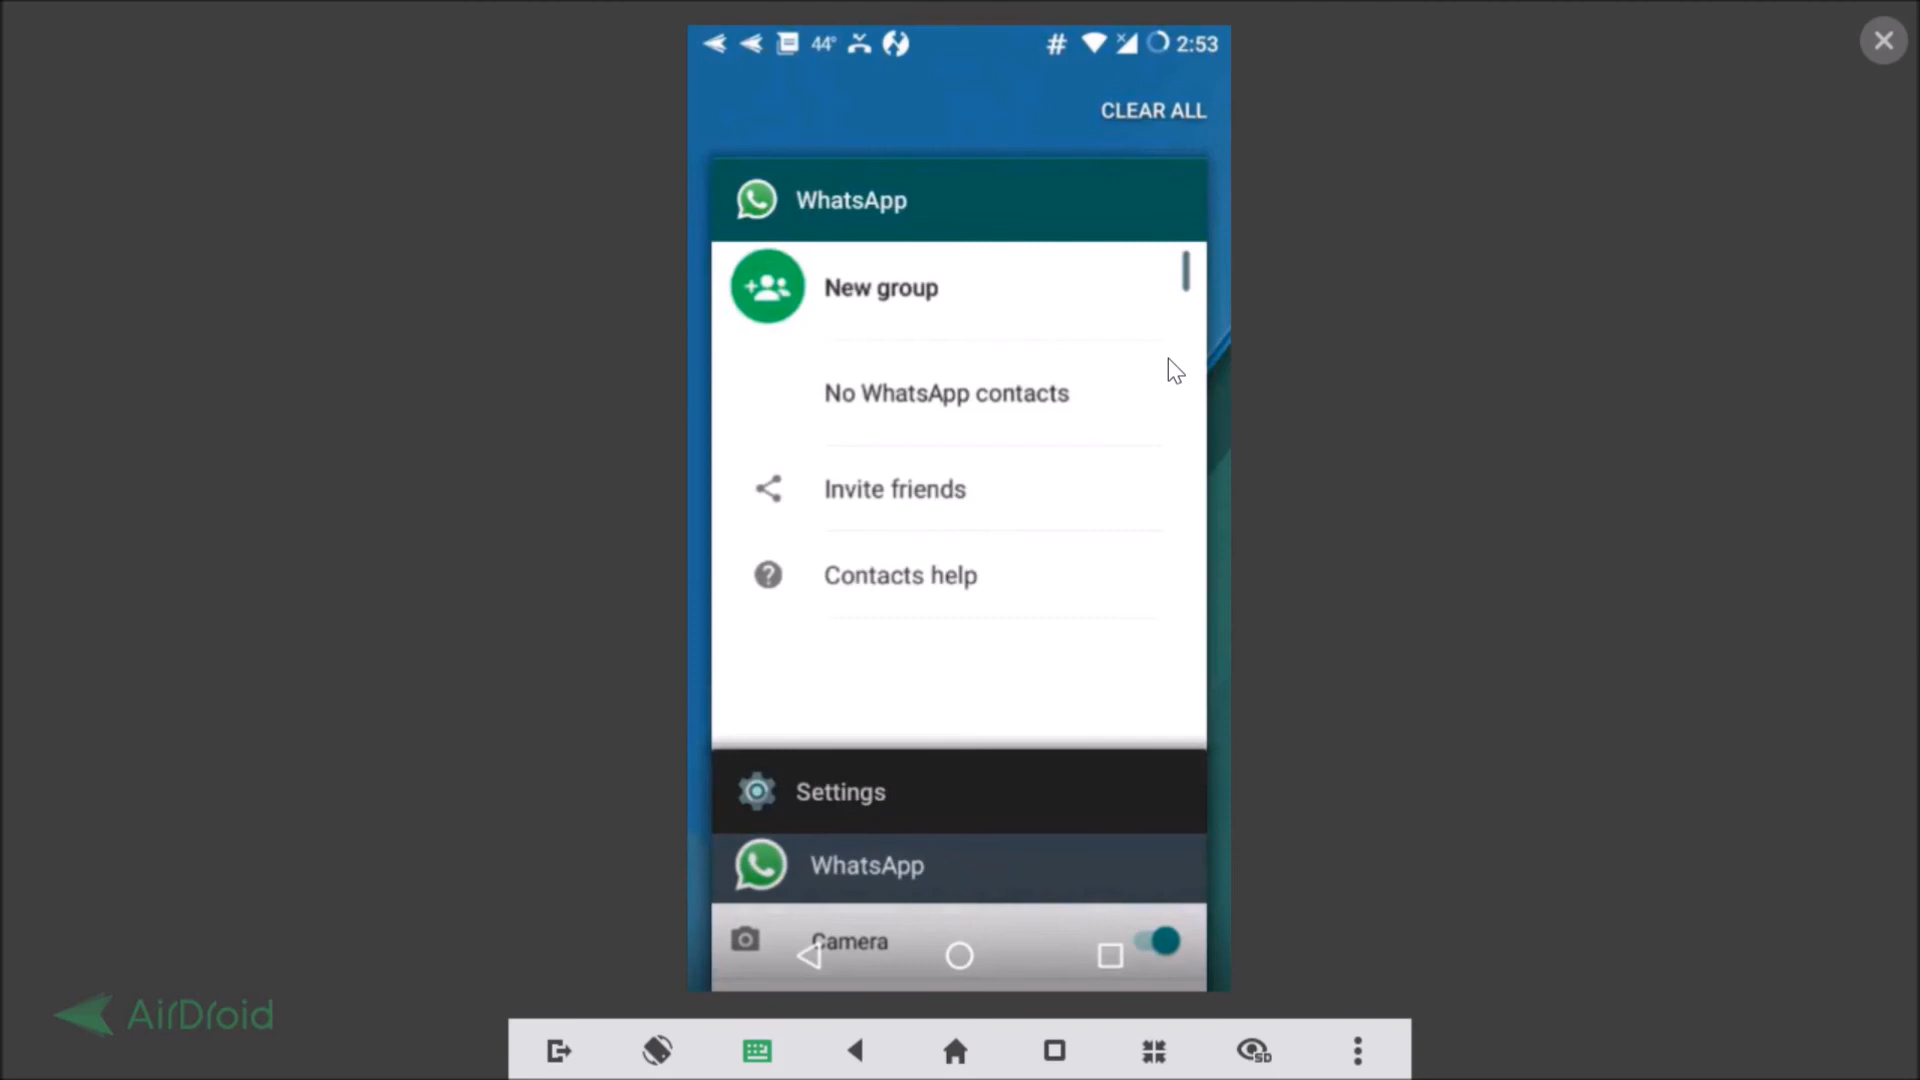 44° # 2:53
CLEAR ALL
WhatsApp
New group
No WhatsApp contacts
Invite friends
Contacts help
Settings
WhatsApp
Camera
AirDroid
SD